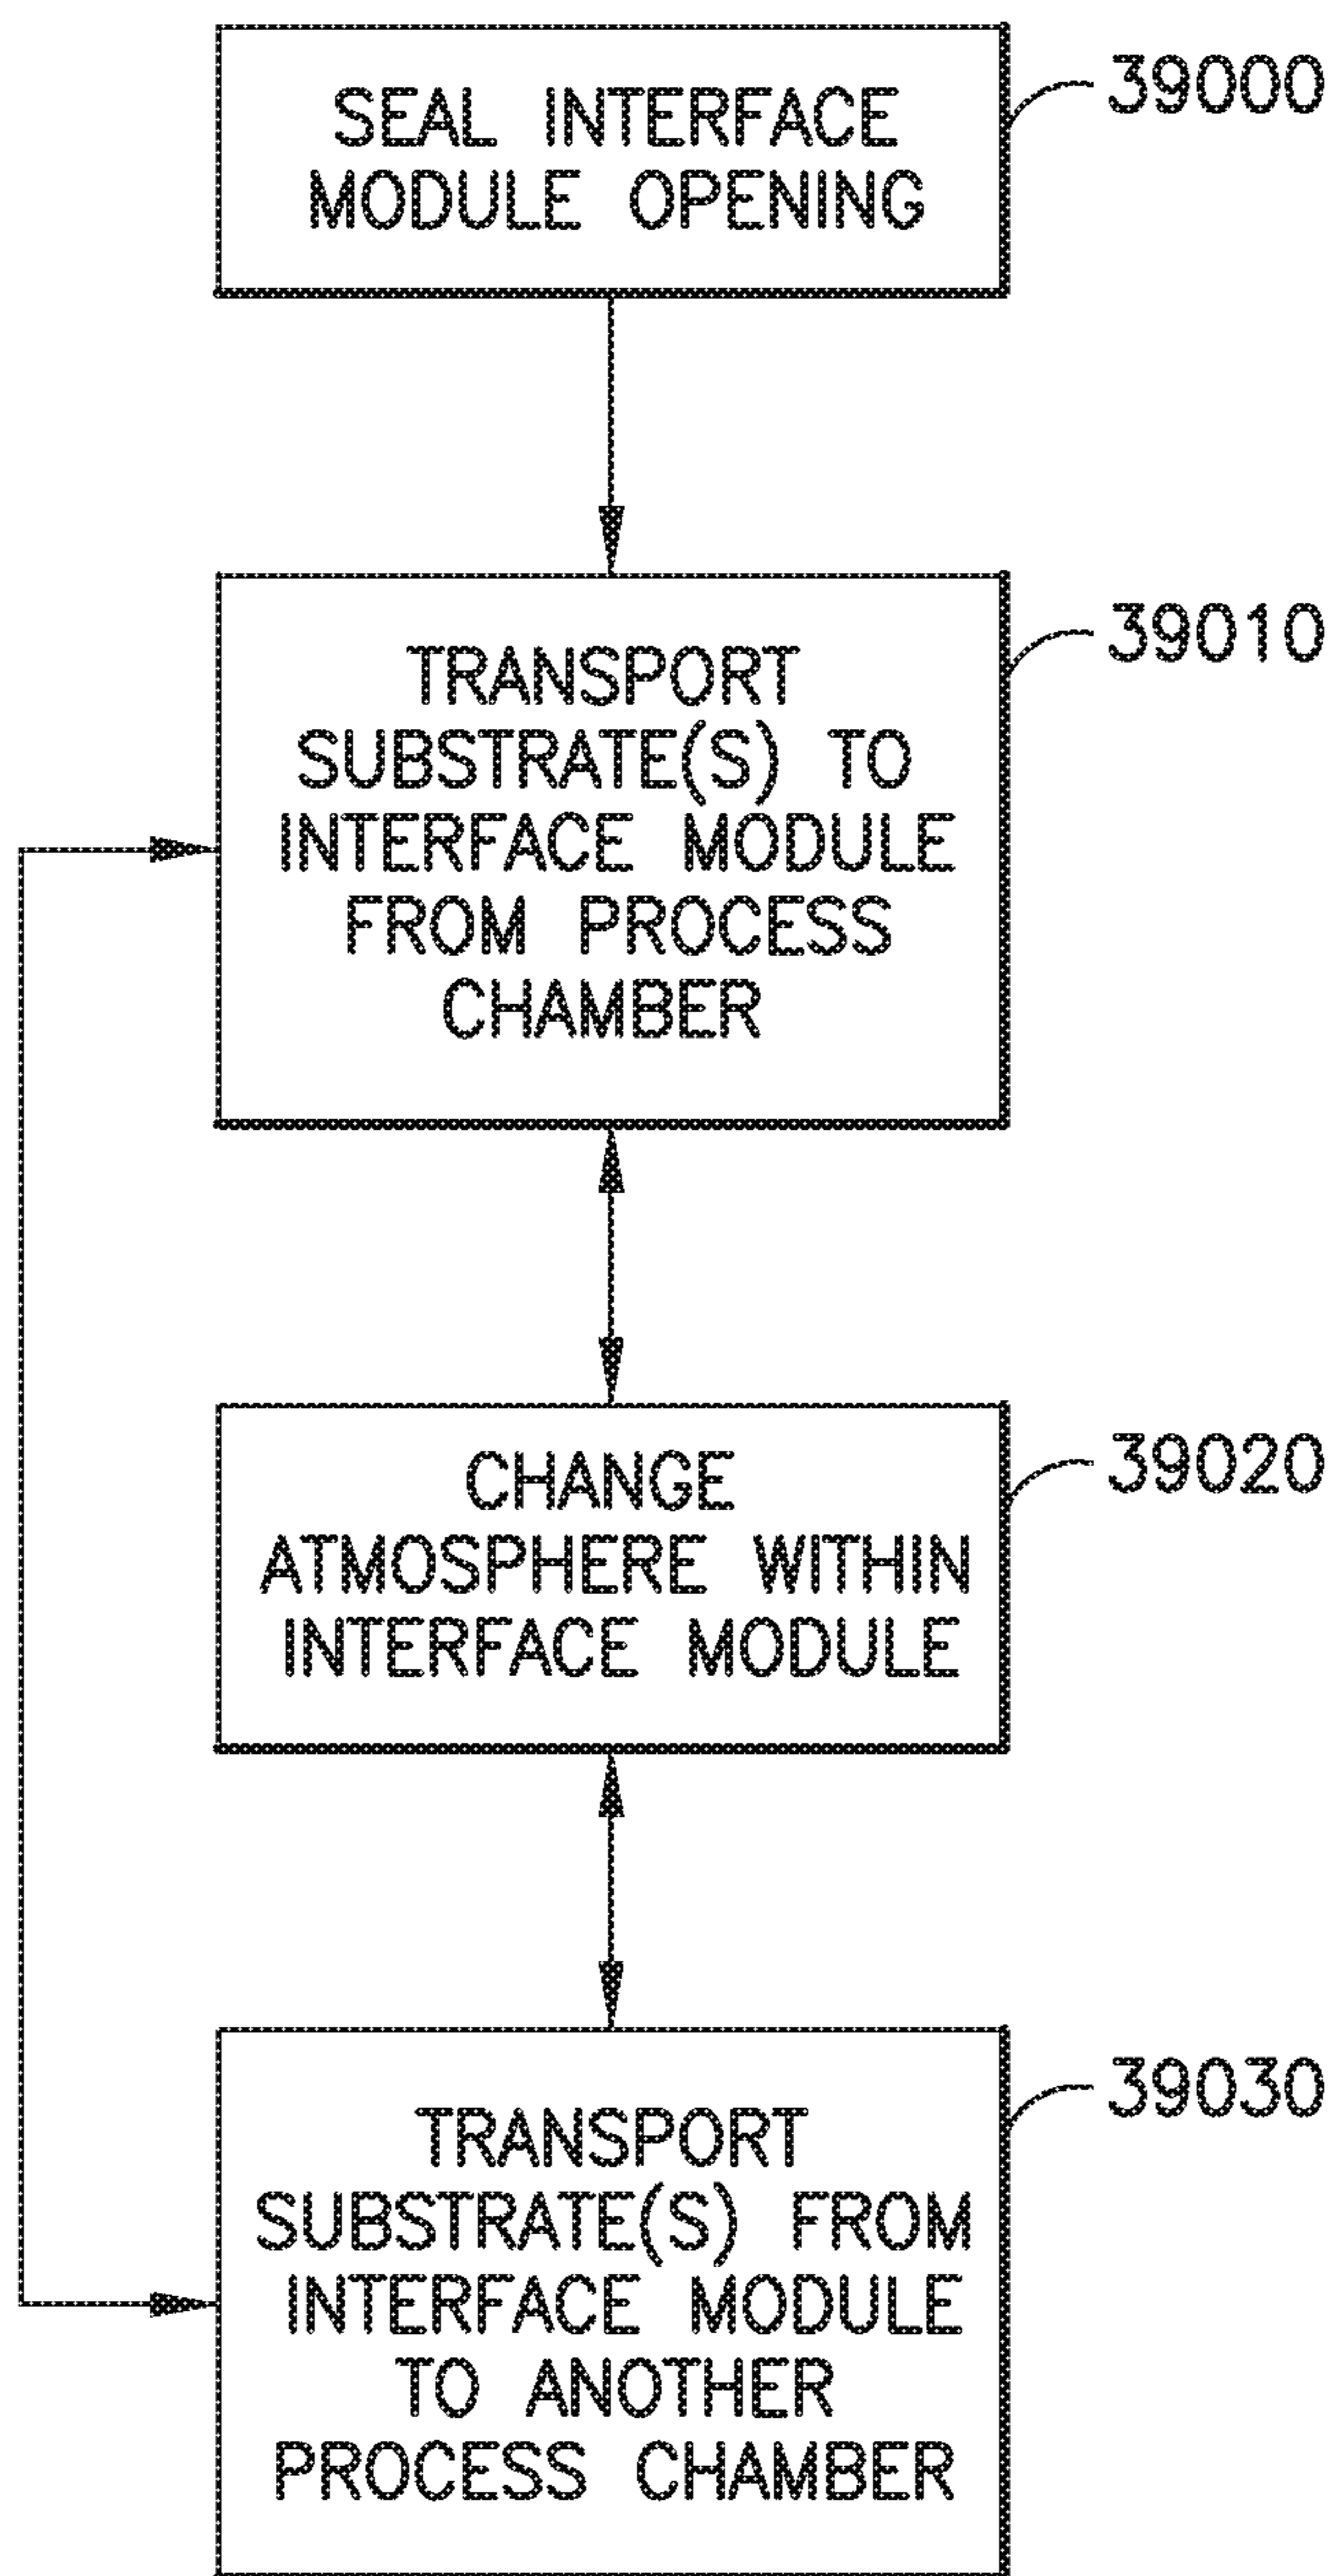 SEAL INTERFACE
MODULE OPENING
39000
TRANSPORT
SUBSTRATE(S) TO
INTERFACE MODULE
FROM PROCESS
CHAMBER
39010
CHANGE
ATMOSPHERE WITHIN
INTERFACE MODULE
39020
TRANSPORT
SUBSTRATE(S) FROM
INTERFACE MODULE
TO ANOTHER
PROCESS CHAMBER
39030